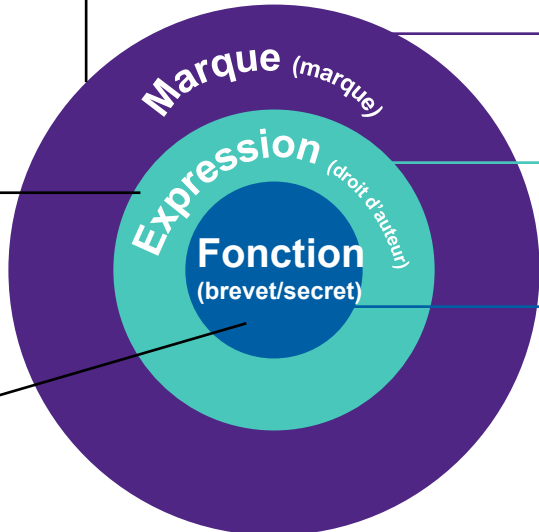 Marque (marque)
Expression (droit d'auteur)
Fonction
(brevet/secret)